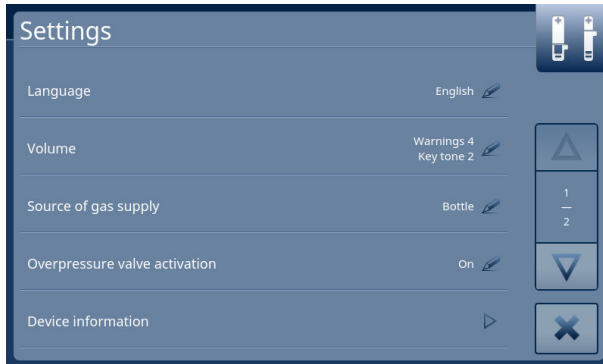 Settings
Language
English
Volume
Warnings 4
Key tone 2
Source of gas supply
Bottle
Overpressure valve activation
On
Device information
1
2